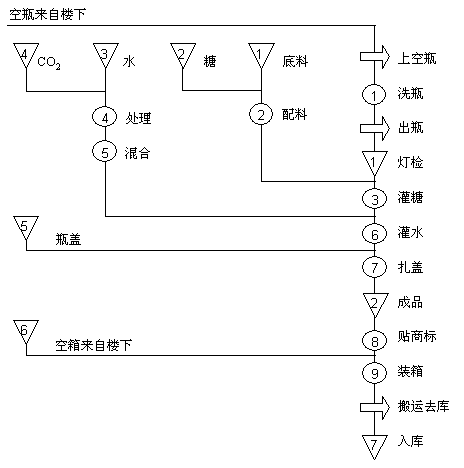 空瓶来自楼下
4 CO₂ 3 水 2 糖 1 底料
上空瓶
1 洗瓶
4 处理 2 配料
出瓶
5 混合
1 灯检
3 灌糖
5 瓶盖
6 灌水
7 扎盖
2 成品
6 空箱来自楼下
8 贴商标
9 装箱
搬运去库
7 入库